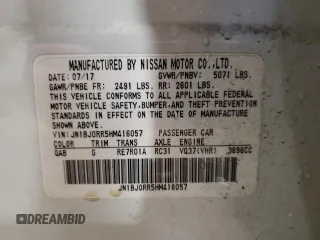 MANUFACTURED BY NISSAN MOTOR CO.,LTD.
DATE: 07/17 GVWR/PNBV: 5071 LBS.
GAWR/PNBE FR: 2491 LBS. RR: 2601 LBS.
THIS VEHICLE CONFORMS TO ALL APPLICABLE FEDERAL
MOTOR VEHICLE SAFETY,BUMPER,AND THEFT PREVENTION
STANDARDS IN EFFECT ON THE DATE OF MANUFACTURE
SHOWN ABOVE.
V.I.N.: JN1BJ0RR5HM416057 PASSENGER CAR
COLOR TRIM TRANS AXLE ENGINE
QAB G RE7R01A RC31 VQ37(VHR) 3696CC
JN1BJ0RR5HM416057
AutoBidMaster